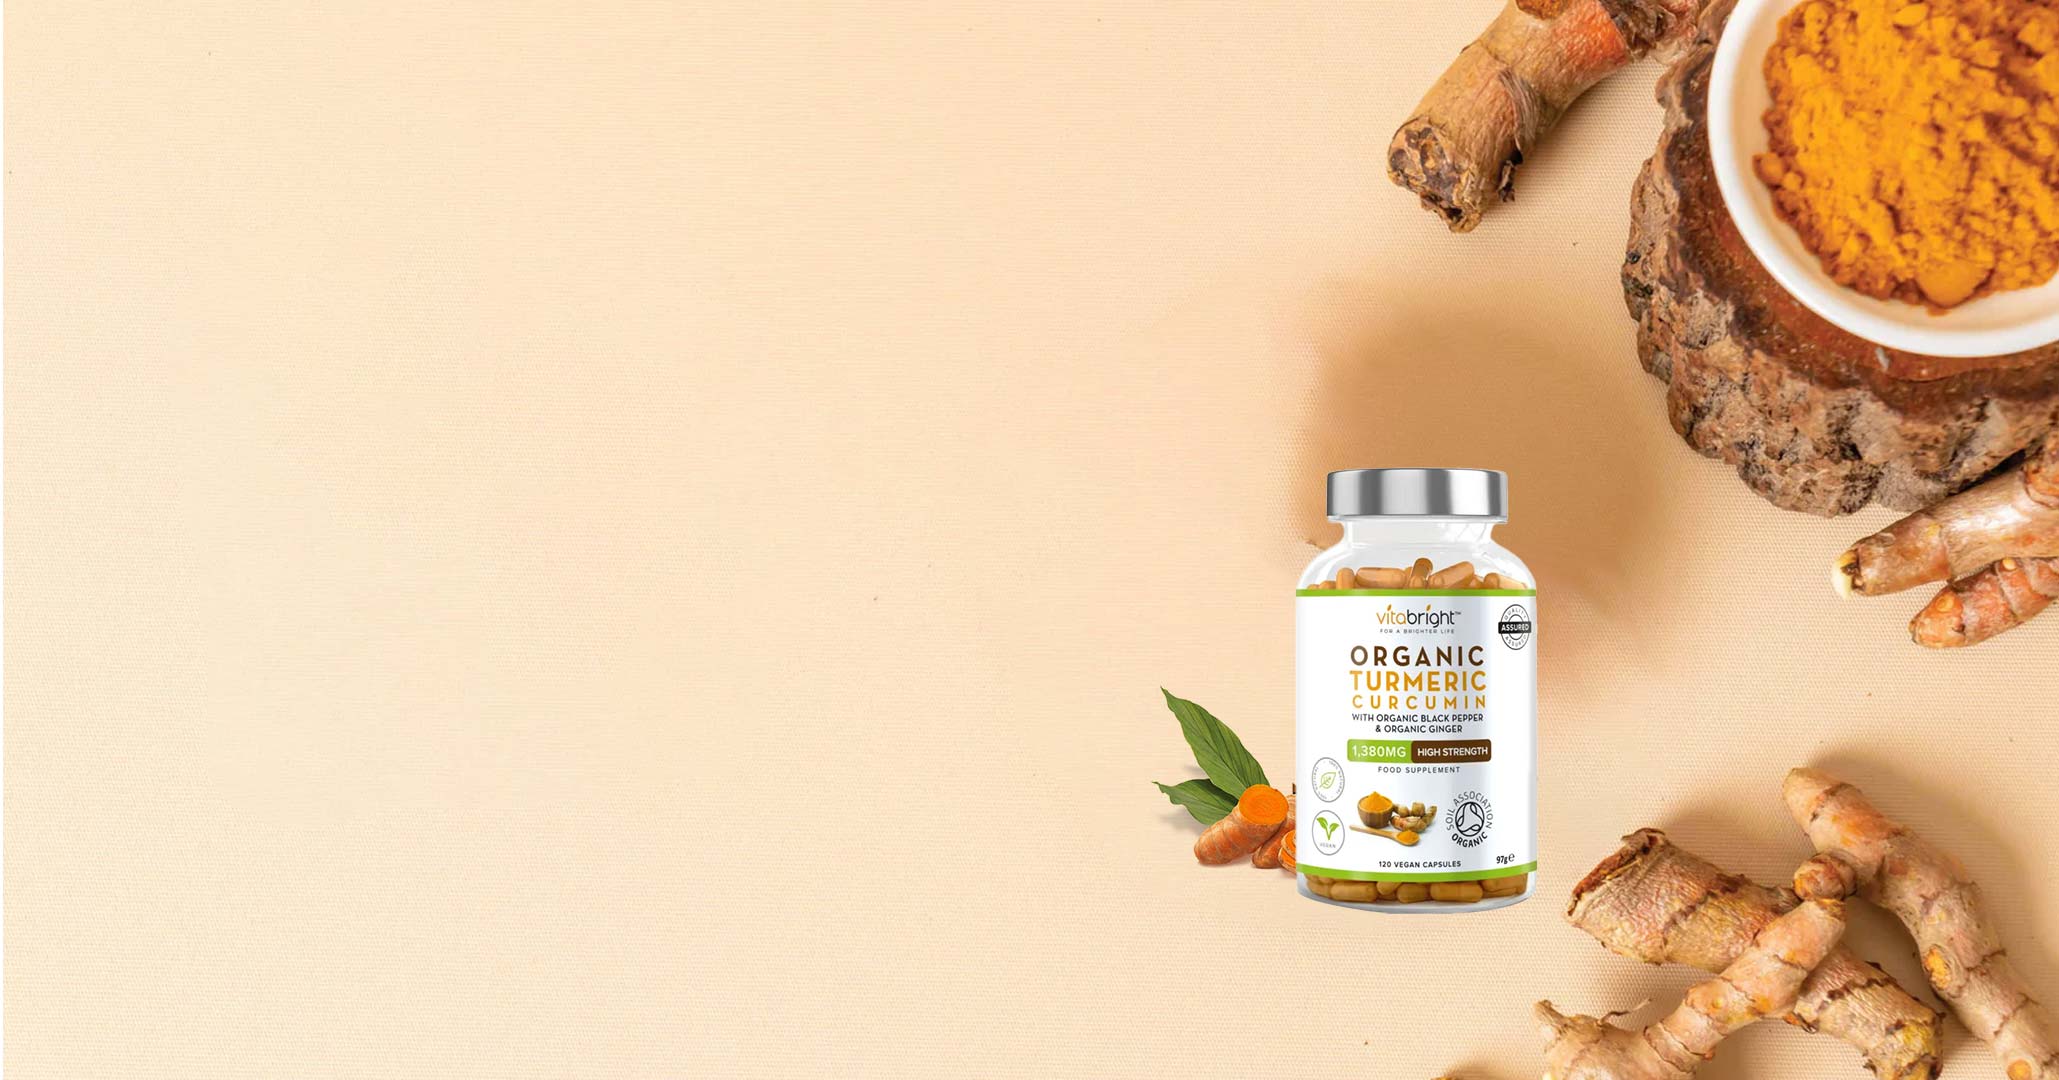 vitabright™
FOR A BRIGHTER LIFE
QUALITY
ASSURED
ORGANIC
TURMERIC
CURCUMIN
WITH ORGANIC BLACK PEPPER
& ORGANIC GINGER
1,380MG HIGH STRENGTH
FOOD SUPPLEMENT
SOIL ASSOCIATION
ORGANIC
VEGAN
120 VEGAN CAPSULES
97g℮